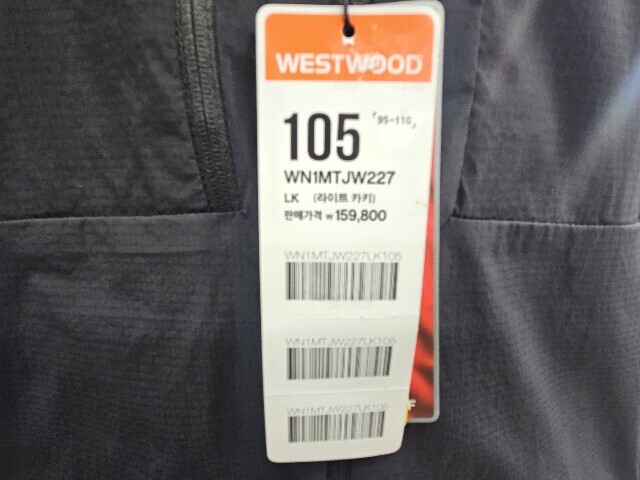 WESTWOOD
105 「95-110」
WN1MTJW227
LK (라이트 카키)
판매가격 ₩159,800
WN1MTJW227LK105
WN1MTJW227LK105
WN1MTJW227LK105
F